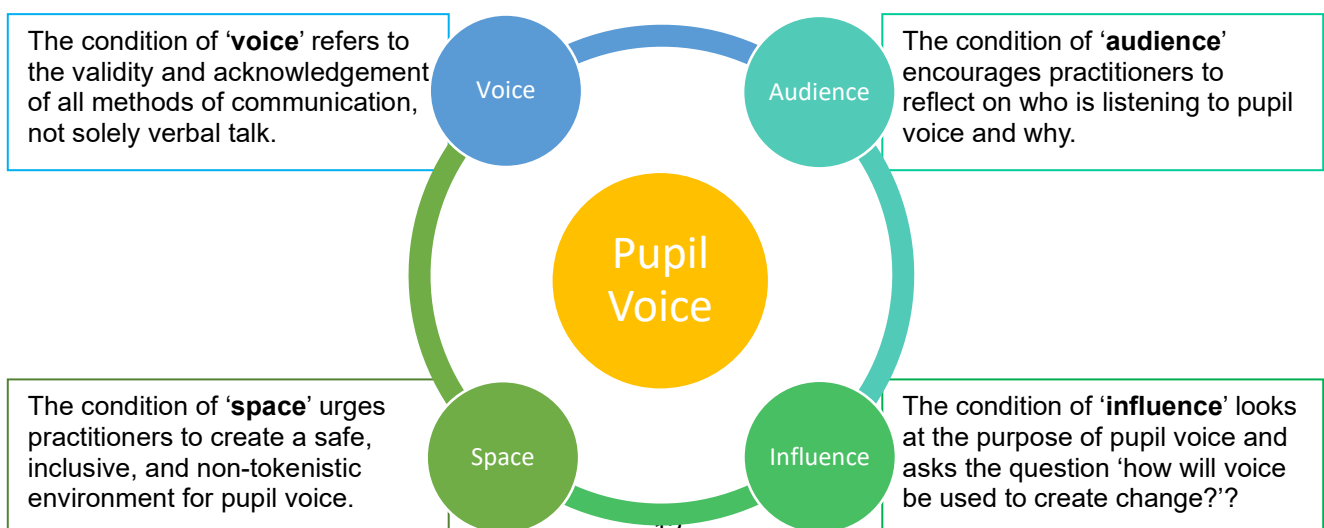 The condition of ‘voice’ refers to
the validity and acknowledgement
of all methods of communication,
not solely verbal talk.
Voice
Audience
The condition of ‘audience’
encourages practitioners to
reflect on who is listening to pupil
voice and why.
Pupil
Voice
The condition of ‘space’ urges
practitioners to create a safe,
inclusive, and non-tokenistic
environment for pupil voice.
Space
Influence
The condition of ‘influence’ looks
at the purpose of pupil voice and
asks the question ‘how will voice
be used to create change?’?